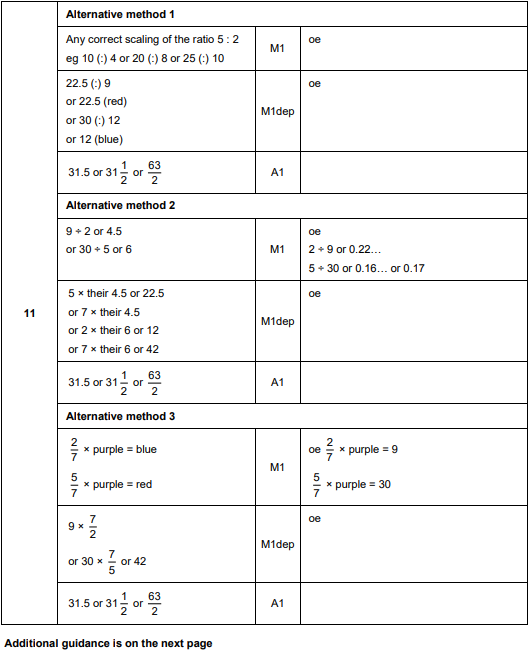 Alternative method 1
Any correct scaling of the ratio 5 : 2
eg 10 (:) 4 or 20 (:) 8 or 25 (:) 10
M1
oe
22.5 (:) 9
or 22.5 (red)
or 30 (:) 12
or 12 (blue)
M1dep
oe
31.5 or 31 1/2 or 63/2
A1
Alternative method 2
9 ÷ 2 or 4.5
or 30 ÷ 5 or 6
M1
oe
2 ÷ 9 or 0.22…
5 ÷ 30 or 0.16… or 0.17
11
5 × their 4.5 or 22.5
or 7 × their 4.5
or 2 × their 6 or 12
or 7 × their 6 or 42
M1dep
oe
31.5 or 31 1/2 or 63/2
A1
Alternative method 3
2/7 × purple = blue
5/7 × purple = red
M1
oe 2/7 × purple = 9
5/7 × purple = 30
9 × 7/2
or 30 × 7/5 or 42
M1dep
oe
31.5 or 31 1/2 or 63/2
A1
Additional guidance is on the next page